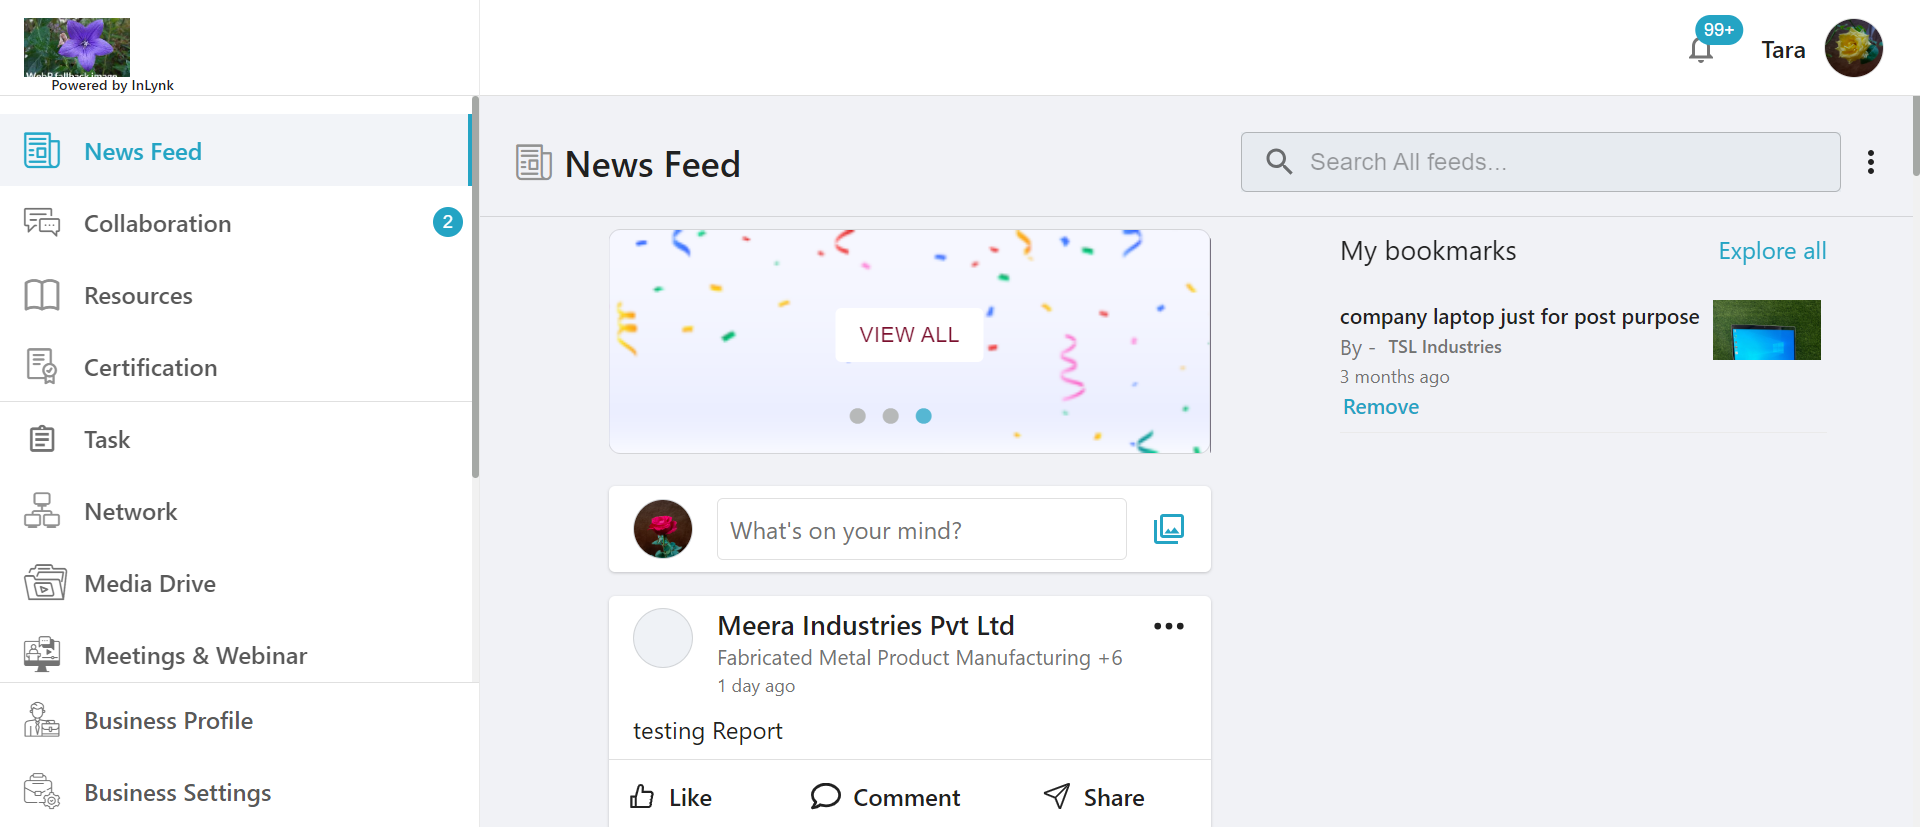 WebP fallback image
Powered by InLynk
99+
Tara
News Feed
Collaboration
2
Resources
Certification
Task
Network
Media Drive
Meetings & Webinar
Business Profile
Business Settings
News Feed
Search All feeds...
VIEW ALL
What's on your mind?
Meera Industries Pvt Ltd
Fabricated Metal Product Manufacturing +6
1 day ago
testing Report
Like
Comment
Share
My bookmarks
Explore all
company laptop just for post purpose
By - TSL Industries
3 months ago
Remove